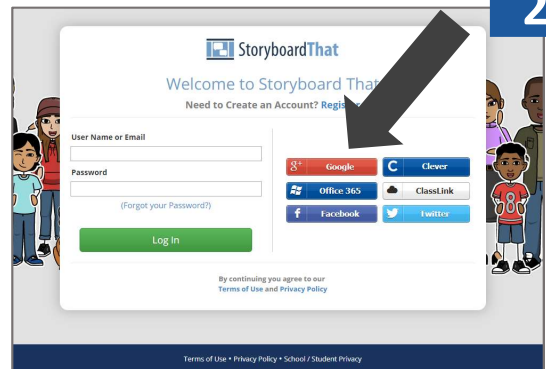 2
StoryboardThat
Welcome to Storyboard That
Need to Create an Account?
User Name or Email
Password
(Forgot your Password?)
Log In
g+ Google
C Clever
Office 365
ClassLink
f Facebook
Twitter
By continuing you agree to our
Terms of Use and Privacy Policy
8
Terms of Use • Privacy Policy • School / Student Privacy